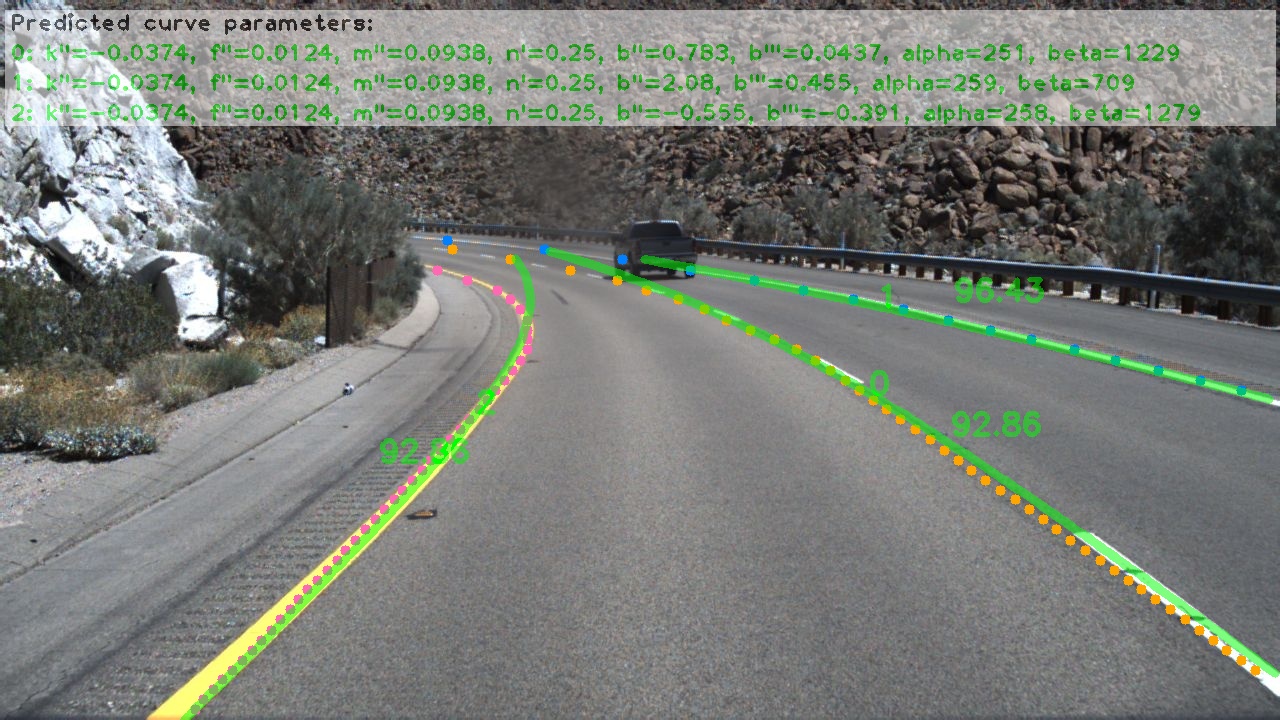 Predicted curve parameters:
0: k''=-0.0374, f''=0.0124, m''=0.0938, n'=0.25, b''=0.783, b'''=0.0437, alpha=251, beta=1229
1: k''=-0.0374, f''=0.0124, m''=0.0938, n'=0.25, b''=2.08, b'''=0.455, alpha=259, beta=709
2: k''=-0.0374, f''=0.0124, m''=0.0938, n'=0.25, b''=-0.555, b'''=-0.391, alpha=258, beta=1279
1 96.43
0
92.86
2